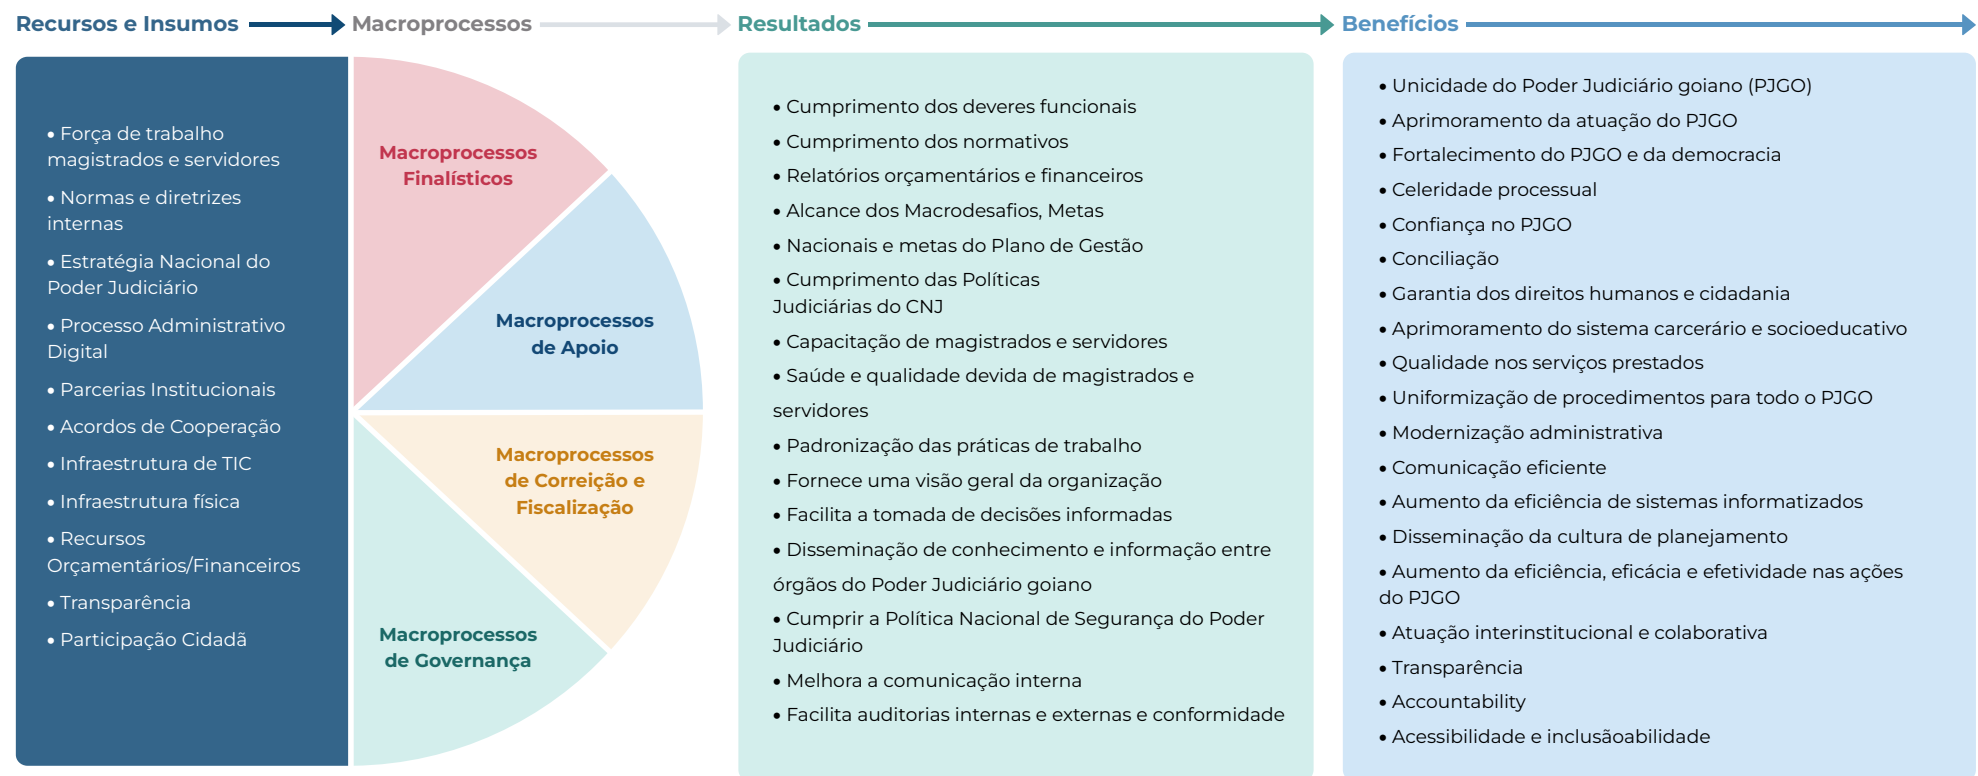 Recursos e Insumos
Macroprocessos
Resultados
Benefícios
• Força de trabalho
magistrados e servidores
• Normas e diretrizes
internas
• Estratégia Nacional do
Poder Judiciário
• Processo Administrativo
Digital
• Parcerias Institucionais
• Acordos de Cooperação
• Infraestrutura de TIC
• Infraestrutura física
• Recursos
Orçamentários/Financeiros
• Transparência
• Participação Cidadã
Macroprocessos
Finalísticos
Macroprocessos
de Apoio
Macroprocessos
de Correição e
Fiscalização
Macroprocessos
de Governança
• Cumprimento dos deveres funcionais
• Cumprimento dos normativos
• Relatórios orçamentários e financeiros
• Alcance dos Macrodesafios, Metas
• Nacionais e metas do Plano de Gestão
• Cumprimento das Políticas
Judiciárias do CNJ
• Capacitação de magistrados e servidores
• Saúde e qualidade devida de magistrados e
servidores
• Padronização das práticas de trabalho
• Fornece uma visão geral da organização
• Facilita a tomada de decisões informadas
• Disseminação de conhecimento e informação entre
órgãos do Poder Judiciário goiano
• Cumprir a Política Nacional de Segurança do Poder
Judiciário
• Melhora a comunicação interna
• Facilita auditorias internas e externas e conformidade
• Unicidade do Poder Judiciário goiano (PJGO)
• Aprimoramento da atuação do PJGO
• Fortalecimento do PJGO e da democracia
• Celeridade processual
• Confiança no PJGO
• Conciliação
• Garantia dos direitos humanos e cidadania
• Aprimoramento do sistema carcerário e socioeducativo
• Qualidade nos serviços prestados
• Uniformização de procedimentos para todo o PJGO
• Modernização administrativa
• Comunicação eficiente
• Aumento da eficiência de sistemas informatizados
• Disseminação da cultura de planejamento
• Aumento da eficiência, eficácia e efetividade nas ações
do PJGO
• Atuação interinstitucional e colaborativa
• Transparência
• Accountability
• Acessibilidade e inclusãoabilidade